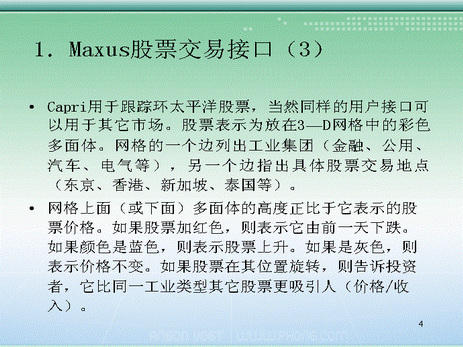 1. Maxus股票交易接口（3）
• Capri用于跟踪环太平洋股票，当然同样的用户接口可
以用于其它市场。股票表示为放在3—D网格中的彩色
多面体。网格的一个边列出工业集团（金融、公用、
汽车、电气等），另一个边指出具体股票交易地点
（东京、香港、新加坡、泰国等）。
• 网格上面（或下面）多面体的高度正比于它表示的股
票价格。如果股票加红色，则表示它由前一天下跌。
如果颜色是蓝色，则表示股票上升。如果是灰色，则
表示价格不变。如果股票在其位置旋转，则告诉投资
者，它比同一工业类型其它股票更吸引人（价格/收
入）。
4